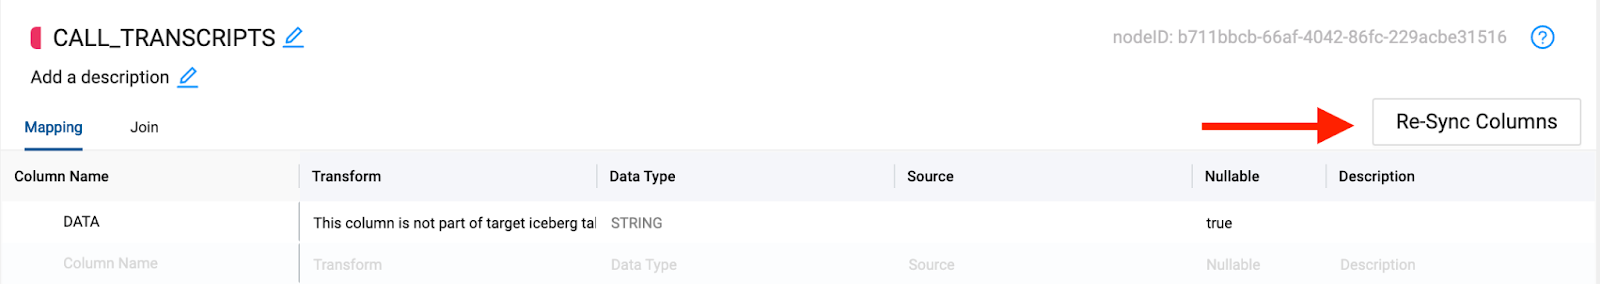 CALL_TRANSCRIPTS
nodeID: b711bbcb-66af-4042-86fc-229acbe31516
Add a description
Mapping Join
Re-Sync Columns
Column Name Transform Data Type Source Nullable Description
DATA This column is not part of target iceberg tal STRING true
Column Name Transform Data Type Source Nullable Description